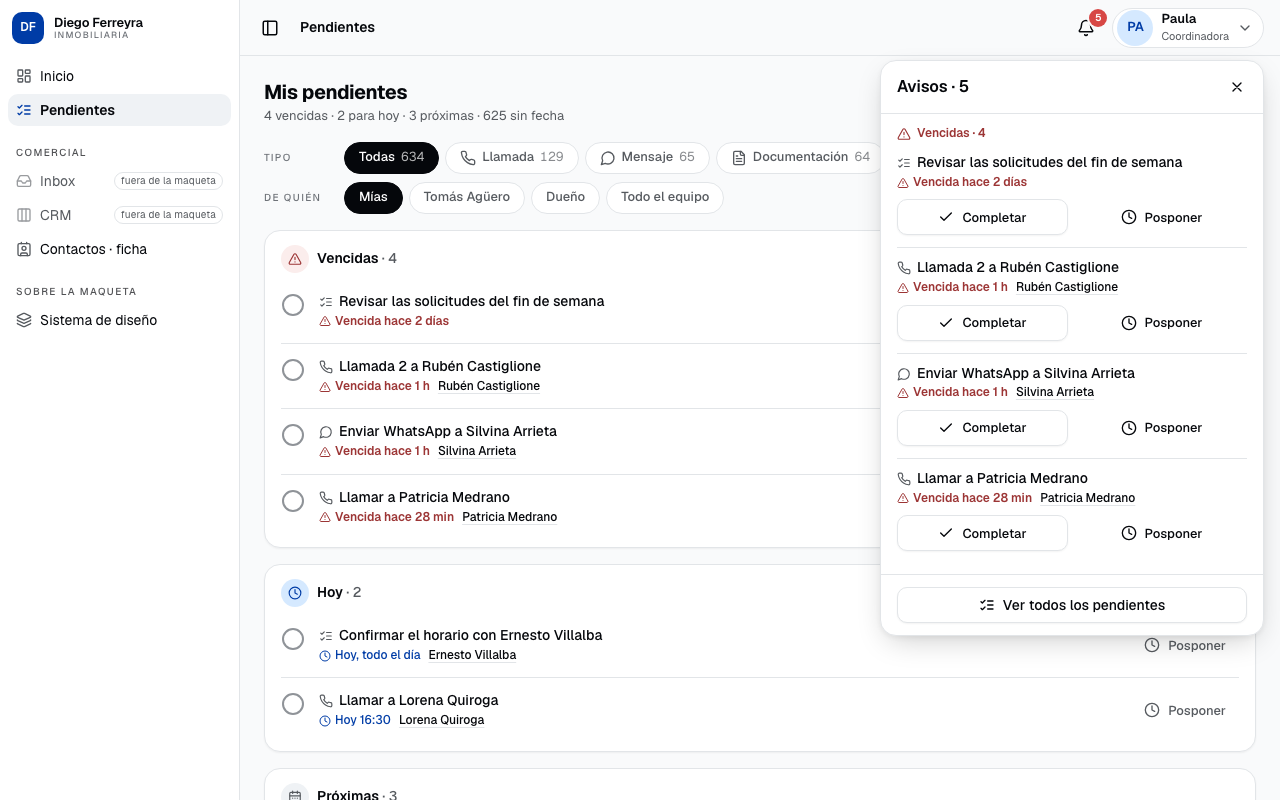 DF
Diego Ferreyra
INMOBILIARIA
Inicio
Pendientes
COMERCIAL
Inbox
fuera de la maqueta
CRM
fuera de la maqueta
Contactos · ficha
SOBRE LA MAQUETA
Sistema de diseño
Pendientes
5
PA
Paula
Coordinadora
Mis pendientes
4 vencidas · 2 para hoy · 3 próximas · 625 sin fecha
TIPO
Todas 634
Llamada 129
Mensaje 65
Documentación 64
DE QUIÉN
Mías
Tomás Agüero
Dueño
Todo el equipo
Vencidas · 4
Revisar las solicitudes del fin de semana
Vencida hace 2 días
Llamada 2 a Rubén Castiglione
Vencida hace 1 h Rubén Castiglione
Enviar WhatsApp a Silvina Arrieta
Vencida hace 1 h Silvina Arrieta
Llamar a Patricia Medrano
Vencida hace 28 min Patricia Medrano
Hoy · 2
Confirmar el horario con Ernesto Villalba
Hoy, todo el día Ernesto Villalba
Posponer
Llamar a Lorena Quiroga
Hoy 16:30 Lorena Quiroga
Posponer
Próximas · 3
Avisos · 5
Vencidas · 4
Revisar las solicitudes del fin de semana
Vencida hace 2 días
Completar
Posponer
Llamada 2 a Rubén Castiglione
Vencida hace 1 h Rubén Castiglione
Completar
Posponer
Enviar WhatsApp a Silvina Arrieta
Vencida hace 1 h Silvina Arrieta
Completar
Posponer
Llamar a Patricia Medrano
Vencida hace 28 min Patricia Medrano
Completar
Posponer
Ver todos los pendientes